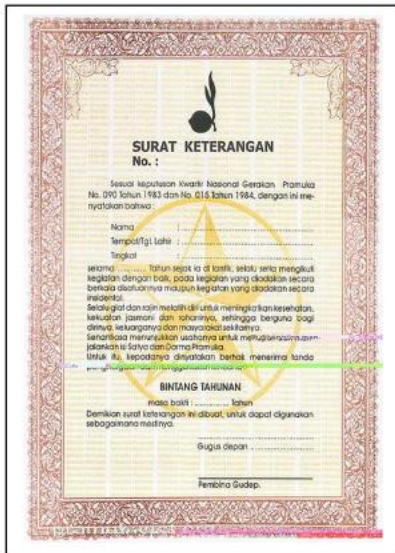 SURAT KETERANGAN
No. :
Sesuai keputusan Kwartir Nasional Gerakan Pramuka
No. 090 Tahun 1983 dan No. 015 Tahun 1984, dengan ini me-
nyatakan bahwa :
Nama : ..............................
Tempat/Tgl. Lahir : ..............................
Tingkat : ..............................
selama ............ Tahun sejak ia di lantik, selalu setia mengikuti
kegiatan dengan baik, pada kegiatan yang diadakan secara
berkala disatuannya maupun kegiatan yang diadakan secara
insidental.
Selalu giat dan rajin melatih diri untuk meningkatkan kesehatan,
kekuatan jasmani dan rohaninya, sehingga berguna bagi
dirinya, keluarganya dan masyarakat sekitarnya.
Senantiasa menunjukkan usahanya untuk
jalankan isi Satya dan Darma Pramuka.
Untuk itu, kepadanya dinyatakan berhak menerima tanda
BINTANG TAHUNAN
masa bakti : ............ Tahun
Demikian surat keterangan ini dibuat, untuk dapat digunakan
sebagaimana mestinya.
Gugus depan ....................
Pembina Gudep.